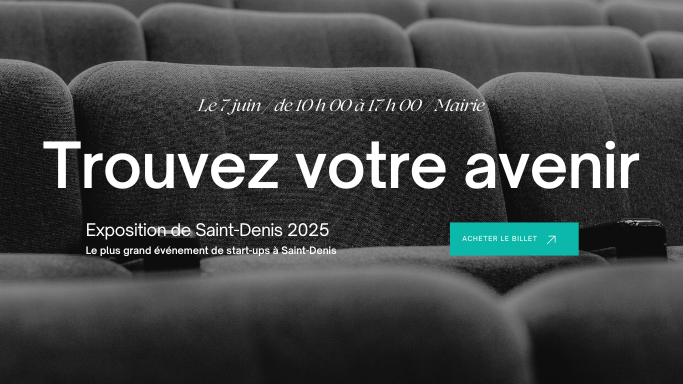 Le 7 juin / de 10 h 00 à 17 h 00 / Mairie
Trouvez votre avenir
Exposition de Saint-Denis 2025
Le plus grand événement de start-ups à Saint-Denis
ACHETER LE BILLET